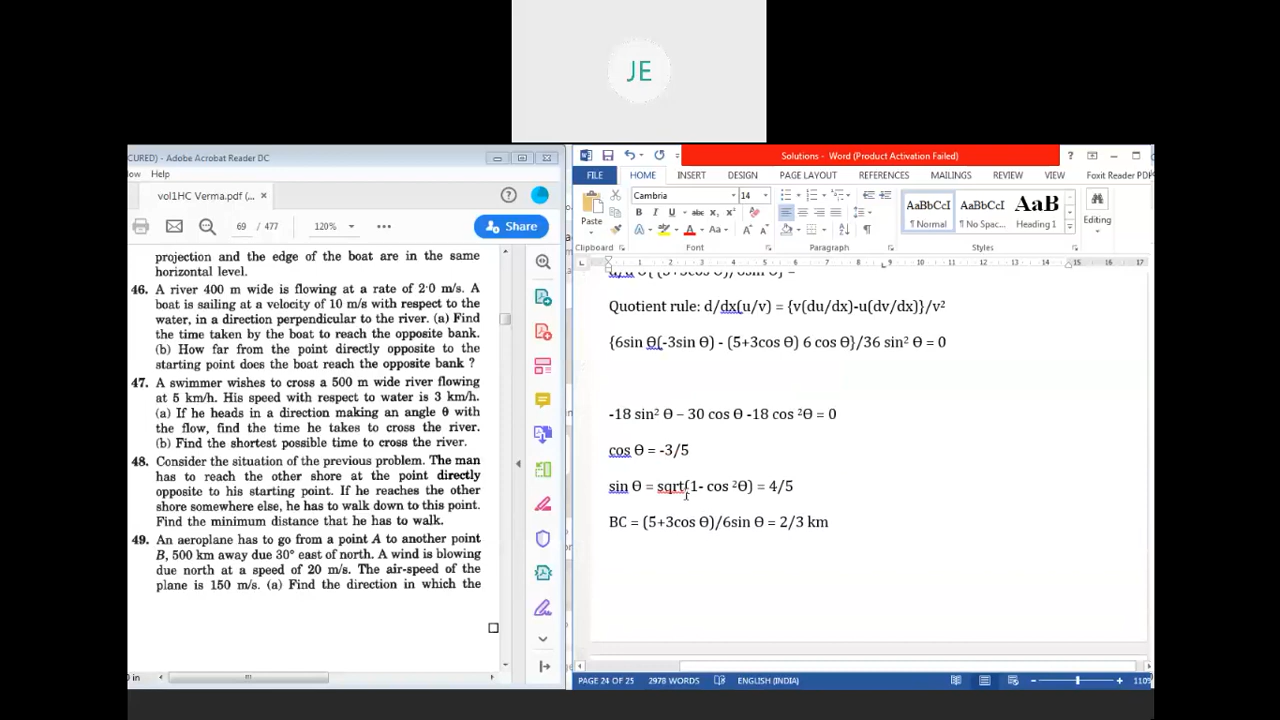 JE
CURED) - Adobe Acrobat Reader DC
Help
vol1HC Verma.pdf (... ×
69 / 477
120%
Share
projection and the edge of the boat are in the same
horizontal level.
46. A river 400 m wide is flowing at a rate of 2·0 m/s. A
boat is sailing at a velocity of 10 m/s with respect to the
water, in a direction perpendicular to the river. (a) Find
the time taken by the boat to reach the opposite bank.
(b) How far from the point directly opposite to the
starting point does the boat reach the opposite bank ?
47. A swimmer wishes to cross a 500 m wide river flowing
at 5 km/h. His speed with respect to water is 3 km/h.
(a) If he heads in a direction making an angle θ with
the flow, find the time he takes to cross the river.
(b) Find the shortest possible time to cross the river.
48. Consider the situation of the previous problem. The man
has to reach the other shore at the point directly
opposite to his starting point. If he reaches the other
shore somewhere else, he has to walk down to this point.
Find the minimum distance that he has to walk.
49. An aeroplane has to go from a point A to another point
B, 500 km away due 30° east of north. A wind is blowing
due north at a speed of 20 m/s. The air-speed of the
plane is 150 m/s. (a) Find the direction in which the
Solutions - Word (Product Activation Failed)
FILE HOME INSERT DESIGN PAGE LAYOUT REFERENCES MAILINGS REVIEW Foxit Reader PDF
Cambria 14
Paste
B I U abc X₂ X²
Clipboard Font Paragraph Styles
AaBbCcI AaBbCcI AaB
¶ Normal ¶ No Spac... Heading 1
Editing
Quotient rule: d/dx(u/v) = {v(du/dx)-u(dv/dx)}/v²
{6sin ϴ(-3sin ϴ) - (5+3cos ϴ) 6 cos ϴ}/36 sin² ϴ = 0
-18 sin² ϴ – 30 cos ϴ -18 cos ²ϴ = 0
cos ϴ = -3/5
sin ϴ = sqrt(1- cos ²ϴ) = 4/5
BC = (5+3cos ϴ)/6sin ϴ = 2/3 km
PAGE 24 OF 25 2978 WORDS ENGLISH (INDIA)